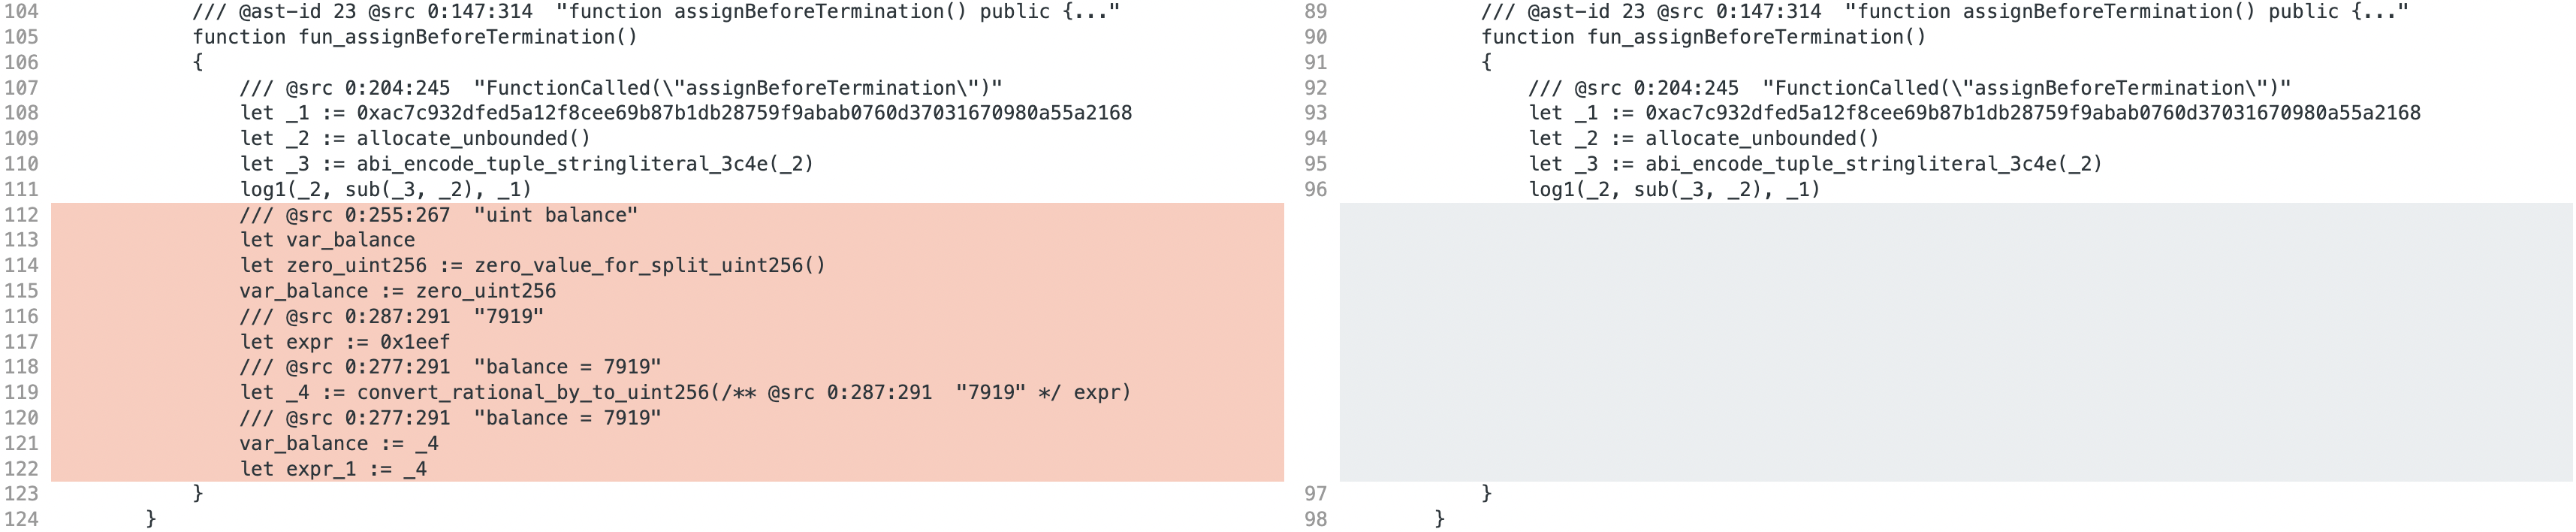 104 /// @ast-id 23 @src 0:147:314  "function assignBeforeTermination() public {..."
105 function fun_assignBeforeTermination()
106 {
107 /// @src 0:204:245  "FunctionCalled(\"assignBeforeTermination\")"
108 let _1 := 0xac7c932dfed5a12f8cee69b87b1db28759f9abab0760d37031670980a55a2168
109 let _2 := allocate_unbounded()
110 let _3 := abi_encode_tuple_stringliteral_3c4e(_2)
111 log1(_2, sub(_3, _2), _1)
112 /// @src 0:255:267  "uint balance"
113 let var_balance
114 let zero_uint256 := zero_value_for_split_uint256()
115 var_balance := zero_uint256
116 /// @src 0:287:291  "7919"
117 let expr := 0x1eef
118 /// @src 0:277:291  "balance = 7919"
119 let _4 := convert_rational_by_to_uint256(/** @src 0:287:291  "7919" */ expr)
120 /// @src 0:277:291  "balance = 7919"
121 var_balance := _4
122 let expr_1 := _4
123 }
124 }
89 /// @ast-id 23 @src 0:147:314  "function assignBeforeTermination() public {..."
90 function fun_assignBeforeTermination()
91 {
92 /// @src 0:204:245  "FunctionCalled(\"assignBeforeTermination\")"
93 let _1 := 0xac7c932dfed5a12f8cee69b87b1db28759f9abab0760d37031670980a55a2168
94 let _2 := allocate_unbounded()
95 let _3 := abi_encode_tuple_stringliteral_3c4e(_2)
96 log1(_2, sub(_3, _2), _1)
97 }
98 }